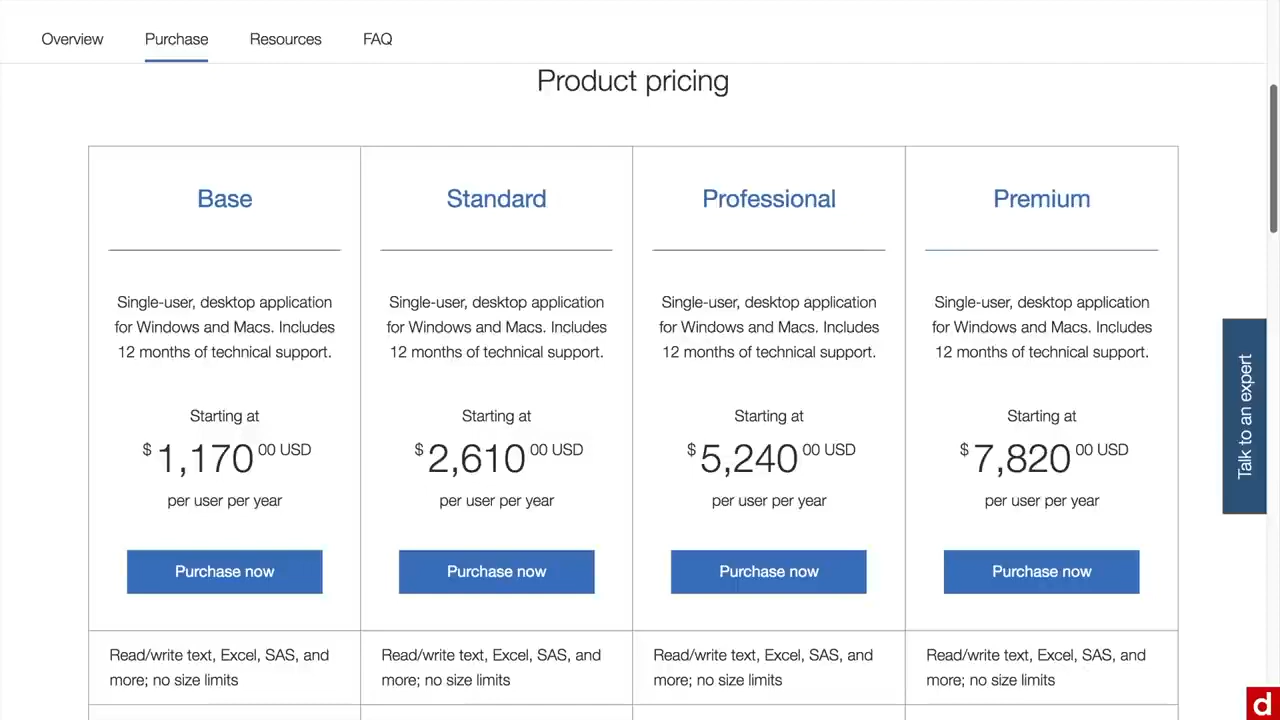 Overview Purchase Resources FAQ
Product pricing
Base
Standard
Professional
Premium
Single-user, desktop application
for Windows and Macs. Includes
12 months of technical support.
Single-user, desktop application
for Windows and Macs. Includes
12 months of technical support.
Single-user, desktop application
for Windows and Macs. Includes
12 months of technical support.
Single-user, desktop application
for Windows and Macs. Includes
12 months of technical support.
Starting at
$1,170 00 USD
per user per year
Starting at
$2,610 00 USD
per user per year
Starting at
$5,240 00 USD
per user per year
Starting at
$7,820 00 USD
per user per year
Purchase now
Purchase now
Purchase now
Purchase now
Read/write text, Excel, SAS, and
more; no size limits
Read/write text, Excel, SAS, and
more; no size limits
Read/write text, Excel, SAS, and
more; no size limits
Read/write text, Excel, SAS, and
more; no size limits
Talk to an expert
d